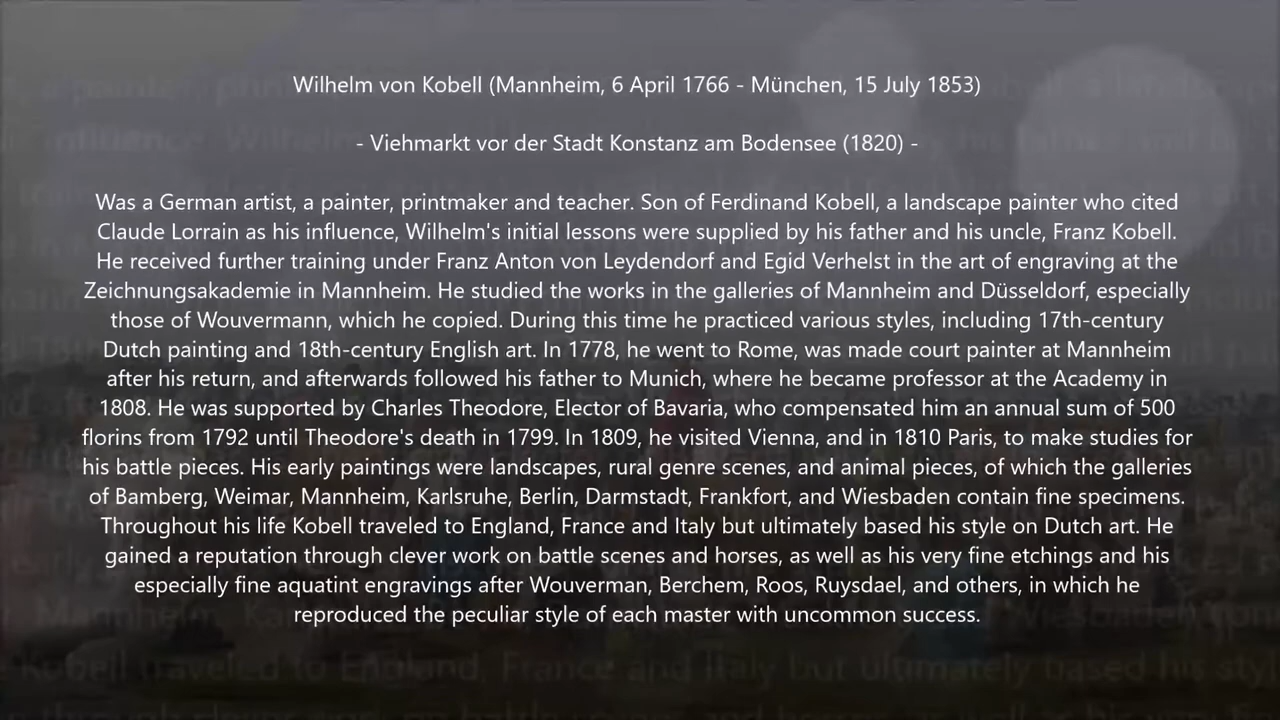 Wilhelm von Kobell (Mannheim, 6 April 1766 - München, 15 July 1853)
- Viehmarkt vor der Stadt Konstanz am Bodensee (1820) -
Was a German artist, a painter, printmaker and teacher. Son of Ferdinand Kobell, a landscape painter who cited
Claude Lorrain as his influence, Wilhelm's initial lessons were supplied by his father and his uncle, Franz Kobell.
He received further training under Franz Anton von Leydendorf and Egid Verhelst in the art of engraving at the
Zeichnungsakademie in Mannheim. He studied the works in the galleries of Mannheim and Düsseldorf, especially
those of Wouvermann, which he copied. During this time he practiced various styles, including 17th-century
Dutch painting and 18th-century English art. In 1778, he went to Rome, was made court painter at Mannheim
after his return, and afterwards followed his father to Munich, where he became professor at the Academy in
1808. He was supported by Charles Theodore, Elector of Bavaria, who compensated him an annual sum of 500
florins from 1792 until Theodore's death in 1799. In 1809, he visited Vienna, and in 1810 Paris, to make studies for
his battle pieces. His early paintings were landscapes, rural genre scenes, and animal pieces, of which the galleries
of Bamberg, Weimar, Mannheim, Karlsruhe, Berlin, Darmstadt, Frankfort, and Wiesbaden contain fine specimens.
Throughout his life Kobell traveled to England, France and Italy but ultimately based his style on Dutch art. He
gained a reputation through clever work on battle scenes and horses, as well as his very fine etchings and his
especially fine aquatint engravings after Wouverman, Berchem, Roos, Ruysdael, and others, in which he
reproduced the peculiar style of each master with uncommon success.
Kobell traveled to England, France and Italy but ultimately based his